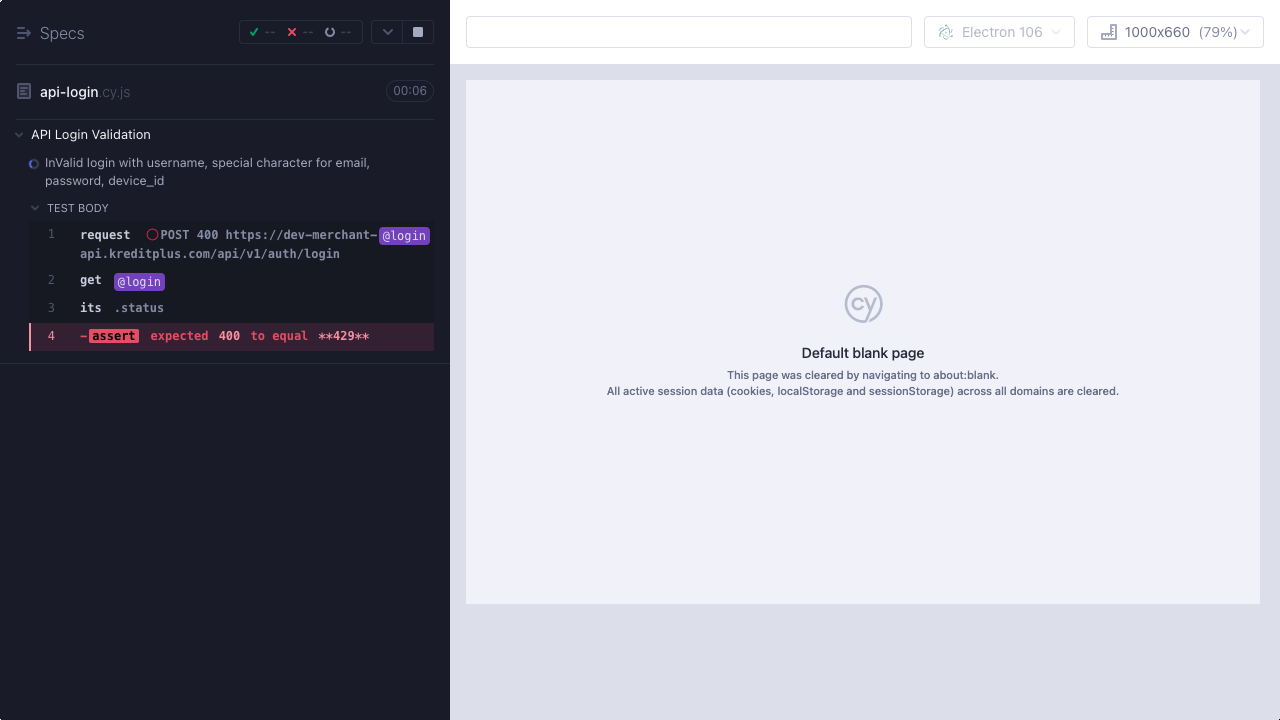 Specs
-- -- --
api-login.cy.js
00:06
API Login Validation
InValid login with username, special character for email,
password, device_id
TEST BODY
1 request POST 400 https://dev-merchant- @login
api.kreditplus.com/api/v1/auth/login
2 get @login
3 its .status
4 -assert expected 400 to equal **429**
Electron 106
1000x660 (79%)
cy
Default blank page
This page was cleared by navigating to about:blank.
All active session data (cookies, localStorage and sessionStorage) across all domains are cleared.